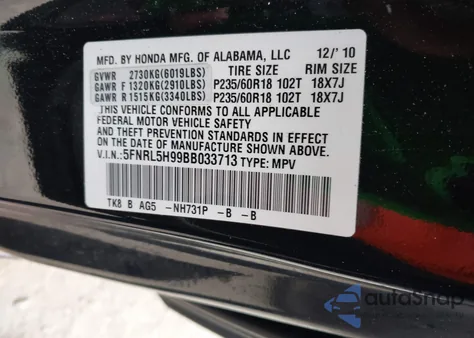 MFD. BY HONDA MFG. OF ALABAMA, LLC 12/' 10
GVWR 2730KG(6019LBS) TIRE SIZE RIM SIZE
GAWR F 1320KG(2910LBS) P235/60R18 102T 18X7J
GAWR R 1515KG(3340LBS) P235/60R18 102T 18X7J
THIS VEHICLE CONFORMS TO ALL APPLICABLE
FEDERAL MOTOR VEHICLE SAFETY
AND THEFT PREVENTION STANDARDS IN EFFECT
ON THE DATE OF MANUFACTURE SHOWN ABOVE.
V.I.N.: 5FNRL5H99BB033713 TYPE: MPV
TK8 B AG5 -NH731P -B -B
autoSnap